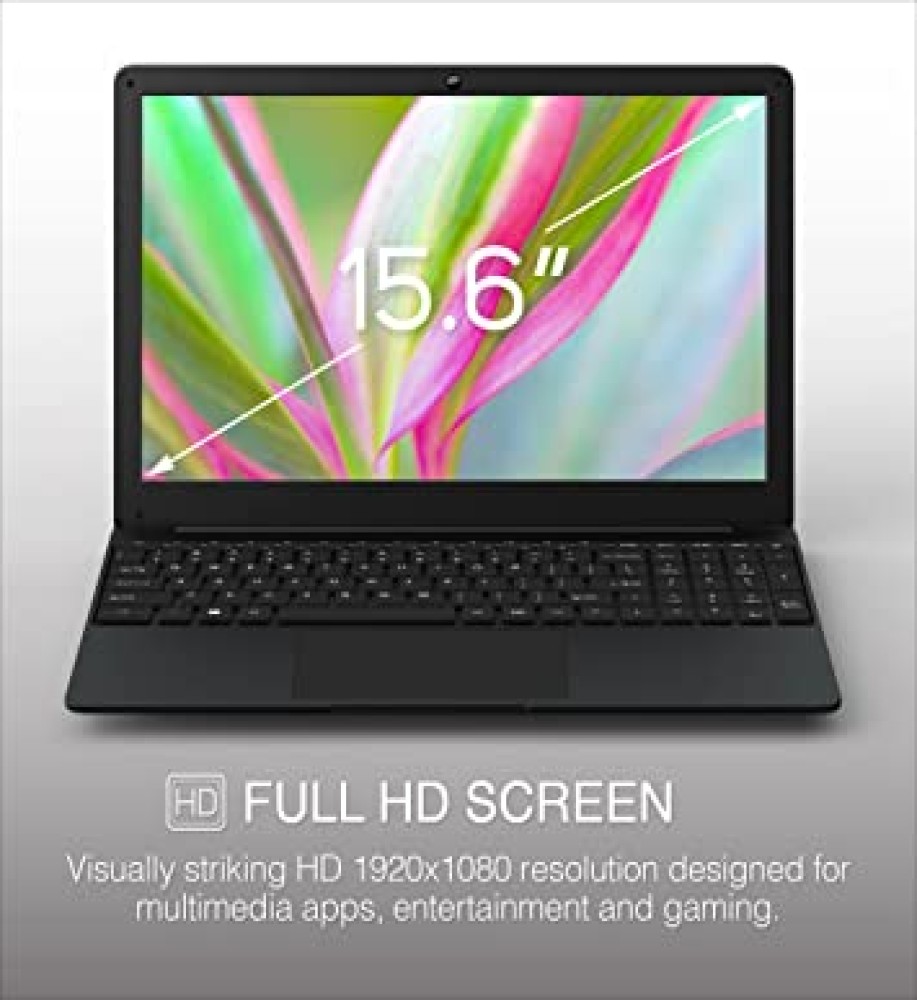 15.6"
HD FULL HD SCREEN
Visually striking HD 1920x1080 resolution designed for
multimedia apps, entertainment and gaming.